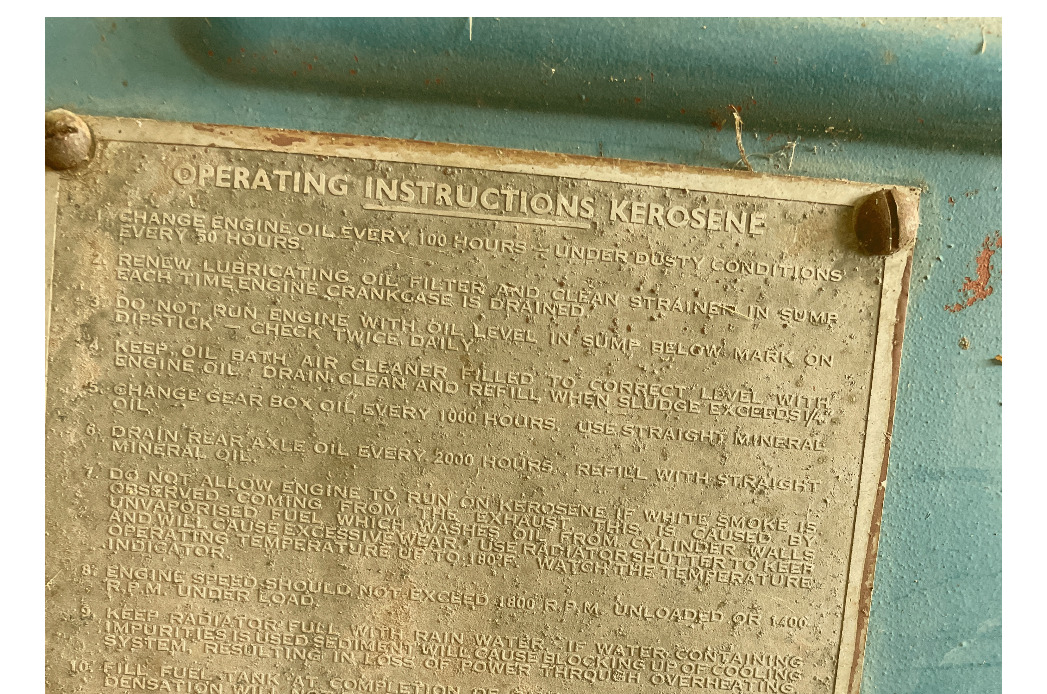 OPERATING INSTRUCTIONS KEROSENE
1. CHANGE ENGINE OIL EVERY 100 HOURS – UNDER DUSTY CONDITIONS
EVERY 50 HOURS.
2. RENEW LUBRICATING OIL FILTER AND CLEAN STRAINER IN SUMP
EACH TIME ENGINE CRANKCASE IS DRAINED.
3. DO NOT RUN ENGINE WITH OIL LEVEL IN SUMP BELOW MARK ON
DIPSTICK – CHECK TWICE DAILY.
4. KEEP OIL BATH AIR CLEANER FILLED TO CORRECT LEVEL WITH
ENGINE OIL. DRAIN, CLEAN AND REFILL WHEN SLUDGE EXCEEDS 1/4"
5. CHANGE GEAR BOX OIL EVERY 1000 HOURS. USE STRAIGHT MINERAL
OIL.
6. DRAIN REAR AXLE OIL EVERY 2000 HOURS. REFILL WITH STRAIGHT
MINERAL OIL.
7. DO NOT ALLOW ENGINE TO RUN ON KEROSENE IF WHITE SMOKE IS
OBSERVED COMING FROM THE EXHAUST. THIS IS CAUSED BY
UNVAPORISED FUEL WHICH WASHES OIL FROM CYLINDER WALLS
AND WILL CAUSE EXCESSIVE WEAR. USE RADIATOR SHUTTER TO KEEP
OPERATING TEMPERATURE UP TO 180°F. WATCH THE TEMPERATURE
INDICATOR.
8. ENGINE SPEED SHOULD NOT EXCEED 1800 R.P.M. UNLOADED OR 1400
R.P.M. UNDER LOAD.
9. KEEP RADIATOR FULL WITH RAIN WATER. IF WATER CONTAINING
IMPURITIES IS USED SEDIMENT WILL CAUSE BLOCKING UP OF COOLING
SYSTEM, RESULTING IN LOSS OF POWER THROUGH OVERHEATING
10. FILL FUEL TANK AT COMPLETION OF
DENSATION WILL NOT